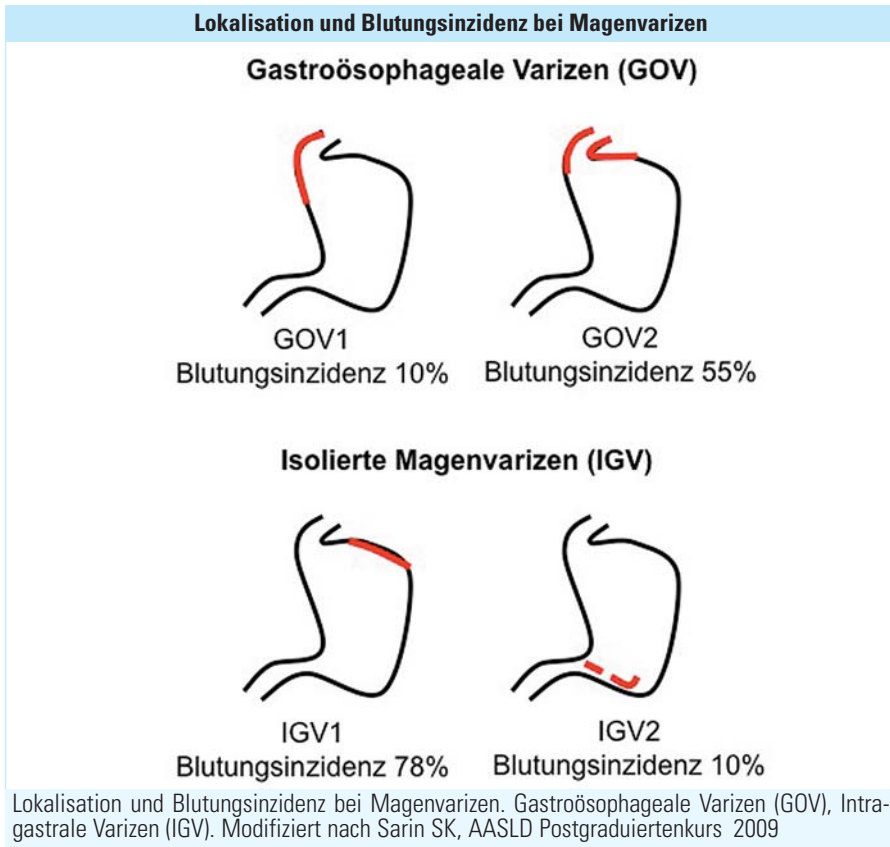 Lokalisation und Blutungsinzidenz bei Magenvarizen
Gastroösophageale Varizen (GOV)
GOV1
Blutungsinzidenz 10%
GOV2
Blutungsinzidenz 55%
Isolierte Magenvarizen (IGV)
IGV1
Blutungsinzidenz 78%
IGV2
Blutungsinzidenz 10%
Lokalisation und Blutungsinzidenz bei Magenvarizen. Gastroösophageale Varizen (GOV), Intra-
gastrale Varizen (IGV). Modifiziert nach Sarin SK, AASLD Postgraduiertenkurs 2009